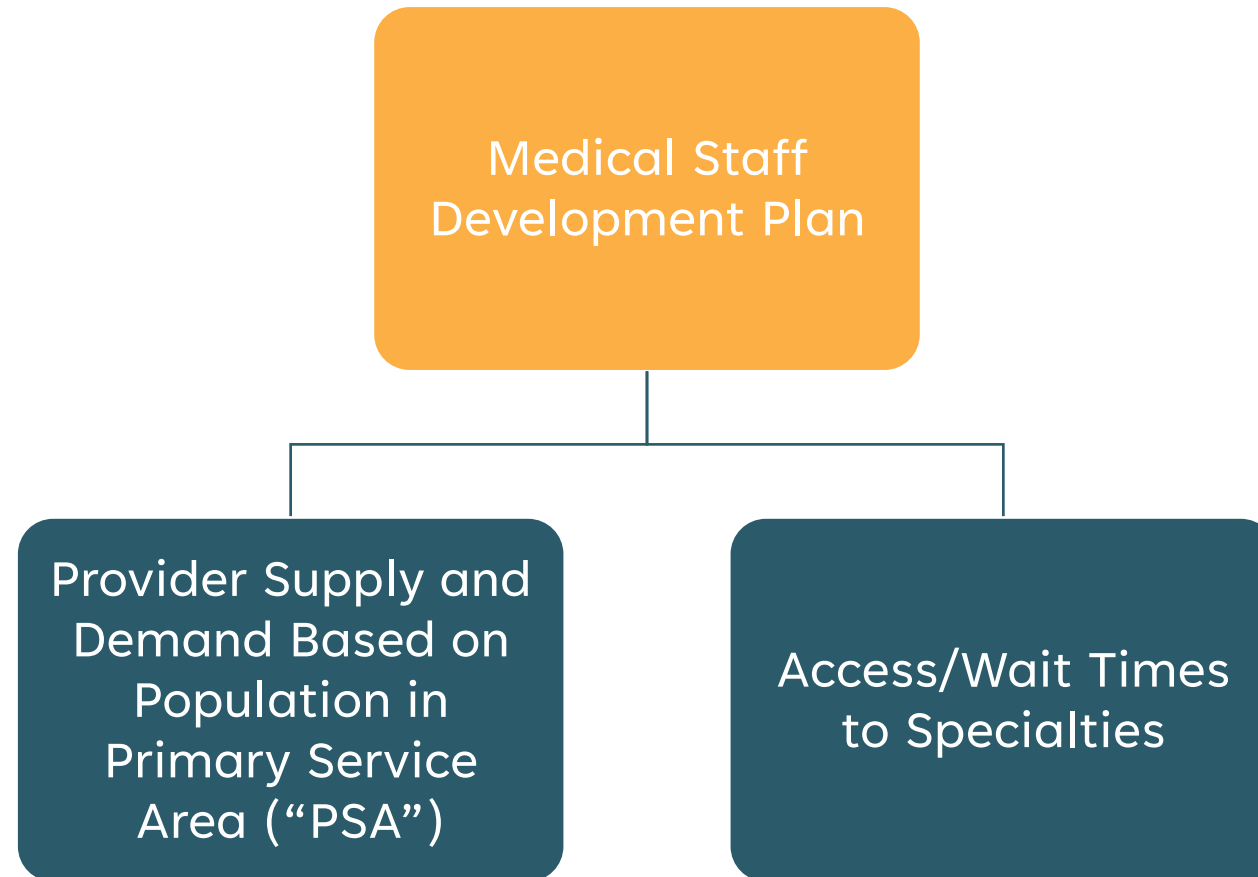 Medical Staff
Development Plan
Provider Supply and
Demand Based on
Population in
Primary Service
Area (“PSA”)
Access/Wait Times
to Specialties